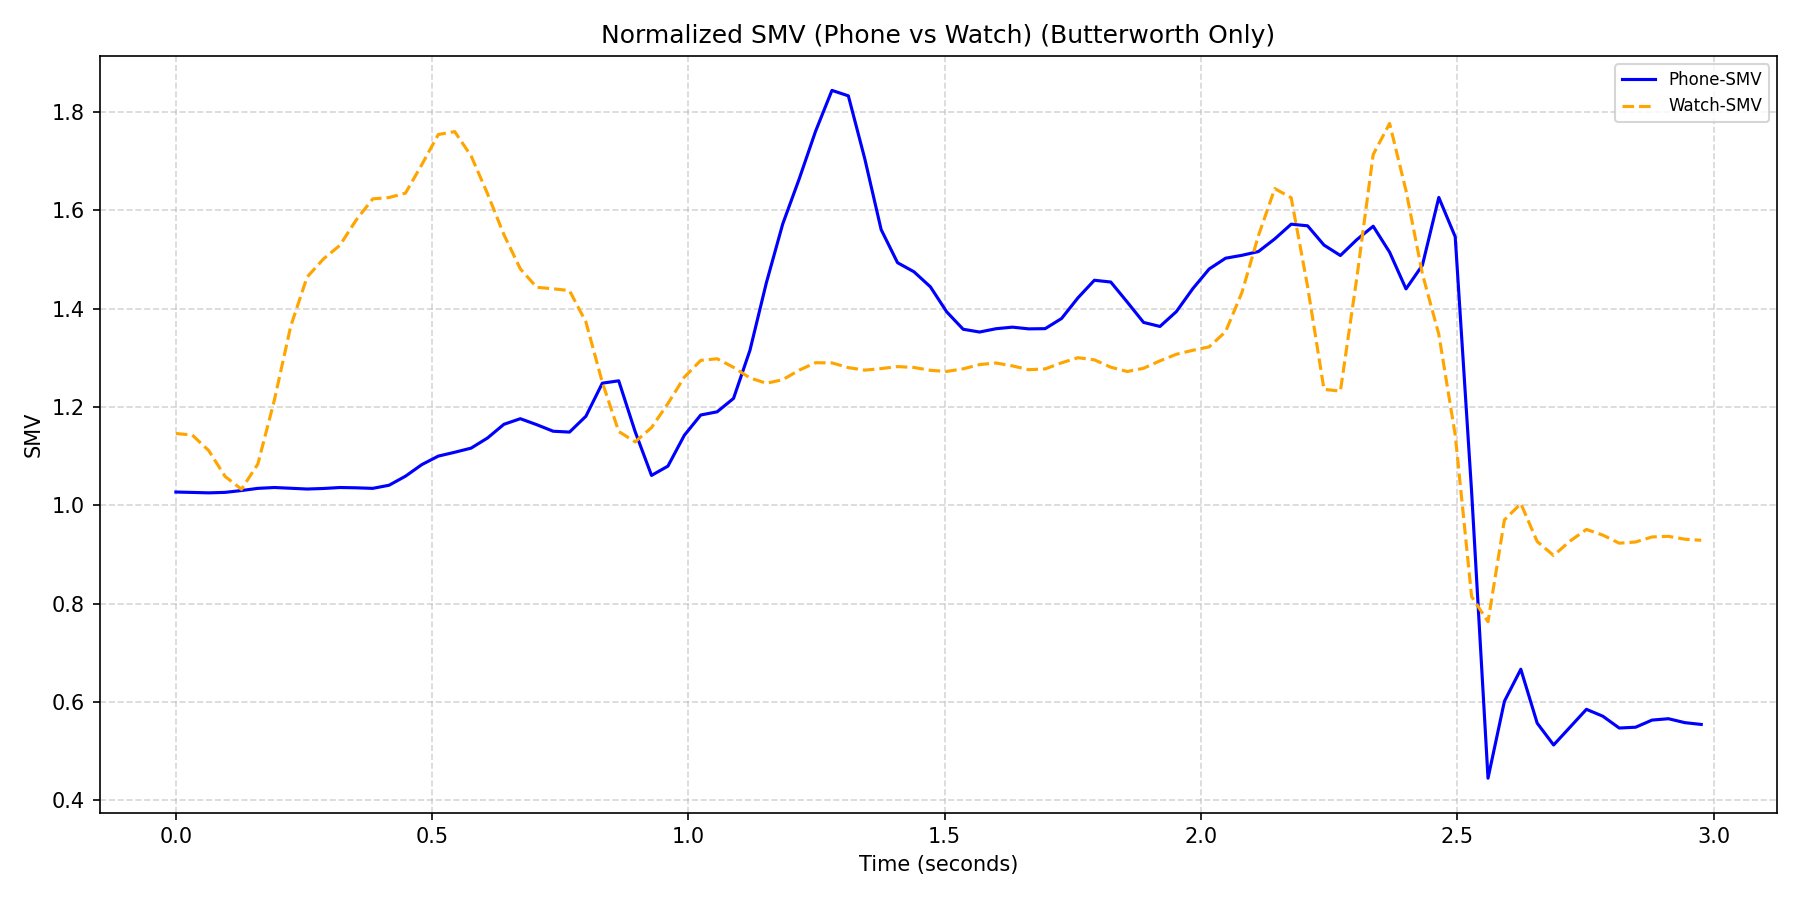 Normalized SMV (Phone vs Watch) (Butterworth Only)
Phone-SMV
Watch-SMV
SMV
1.8
1.6
1.4
1.2
1.0
0.8
0.6
0.4
0.0 0.5 1.0 1.5 2.0 2.5 3.0
Time (seconds)